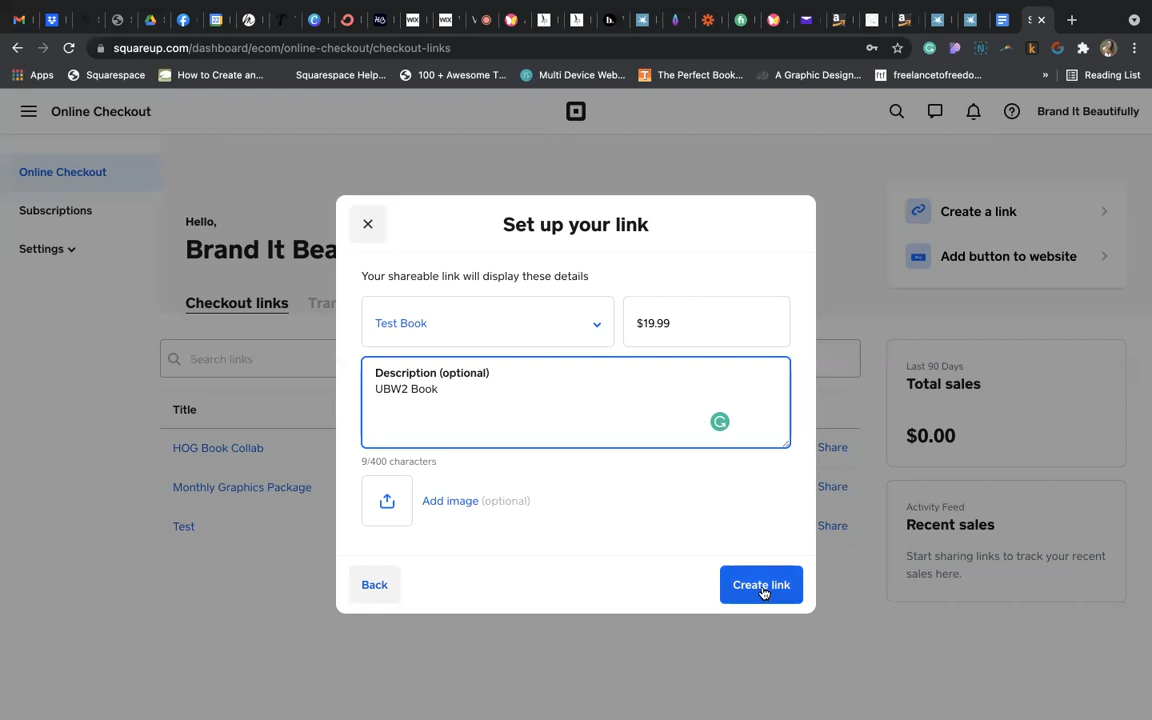 squareup.com/dashboard/ecom/online-checkout/checkout-links
Apps
Squarespace
How to Create an...
Squarespace Help...
100 + Awesome T...
Multi Device Web...
The Perfect Book...
A Graphic Design...
freelancetofreedo...
»
Reading List
Online Checkout
Brand It Beautifully
Online Checkout
Subscriptions
Settings
Hello,
Brand It Bea
Checkout links
Tran
Search links
Title
HOG Book Collab
Share
Monthly Graphics Package
Share
Test
Share
Create a link
Add button to website
Last 90 Days
Total sales
$0.00
Activity Feed
Recent sales
Start sharing links to track your recent
sales here.
Set up your link
Your shareable link will display these details
Test Book
$19.99
Description (optional)
UBW2 Book
9/400 characters
Add image (optional)
Back
Create link